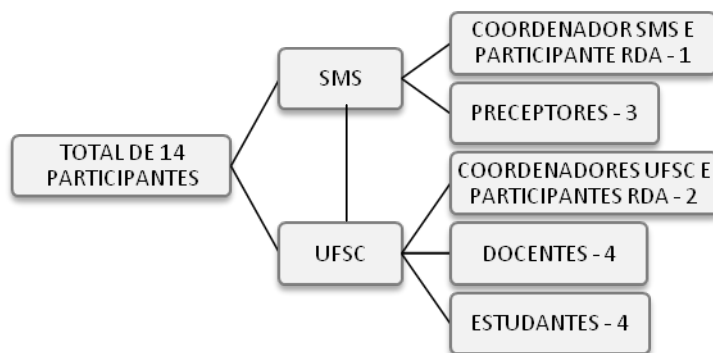 TOTAL DE 14
PARTICIPANTES
SMS
UFSC
COORDENADOR SMS E
PARTICIPANTE RDA - 1
PRECEPTORES - 3
COORDENADORES UFSC E
PARTICIPANTES RDA - 2
DOCENTES - 4
ESTUDANTES - 4